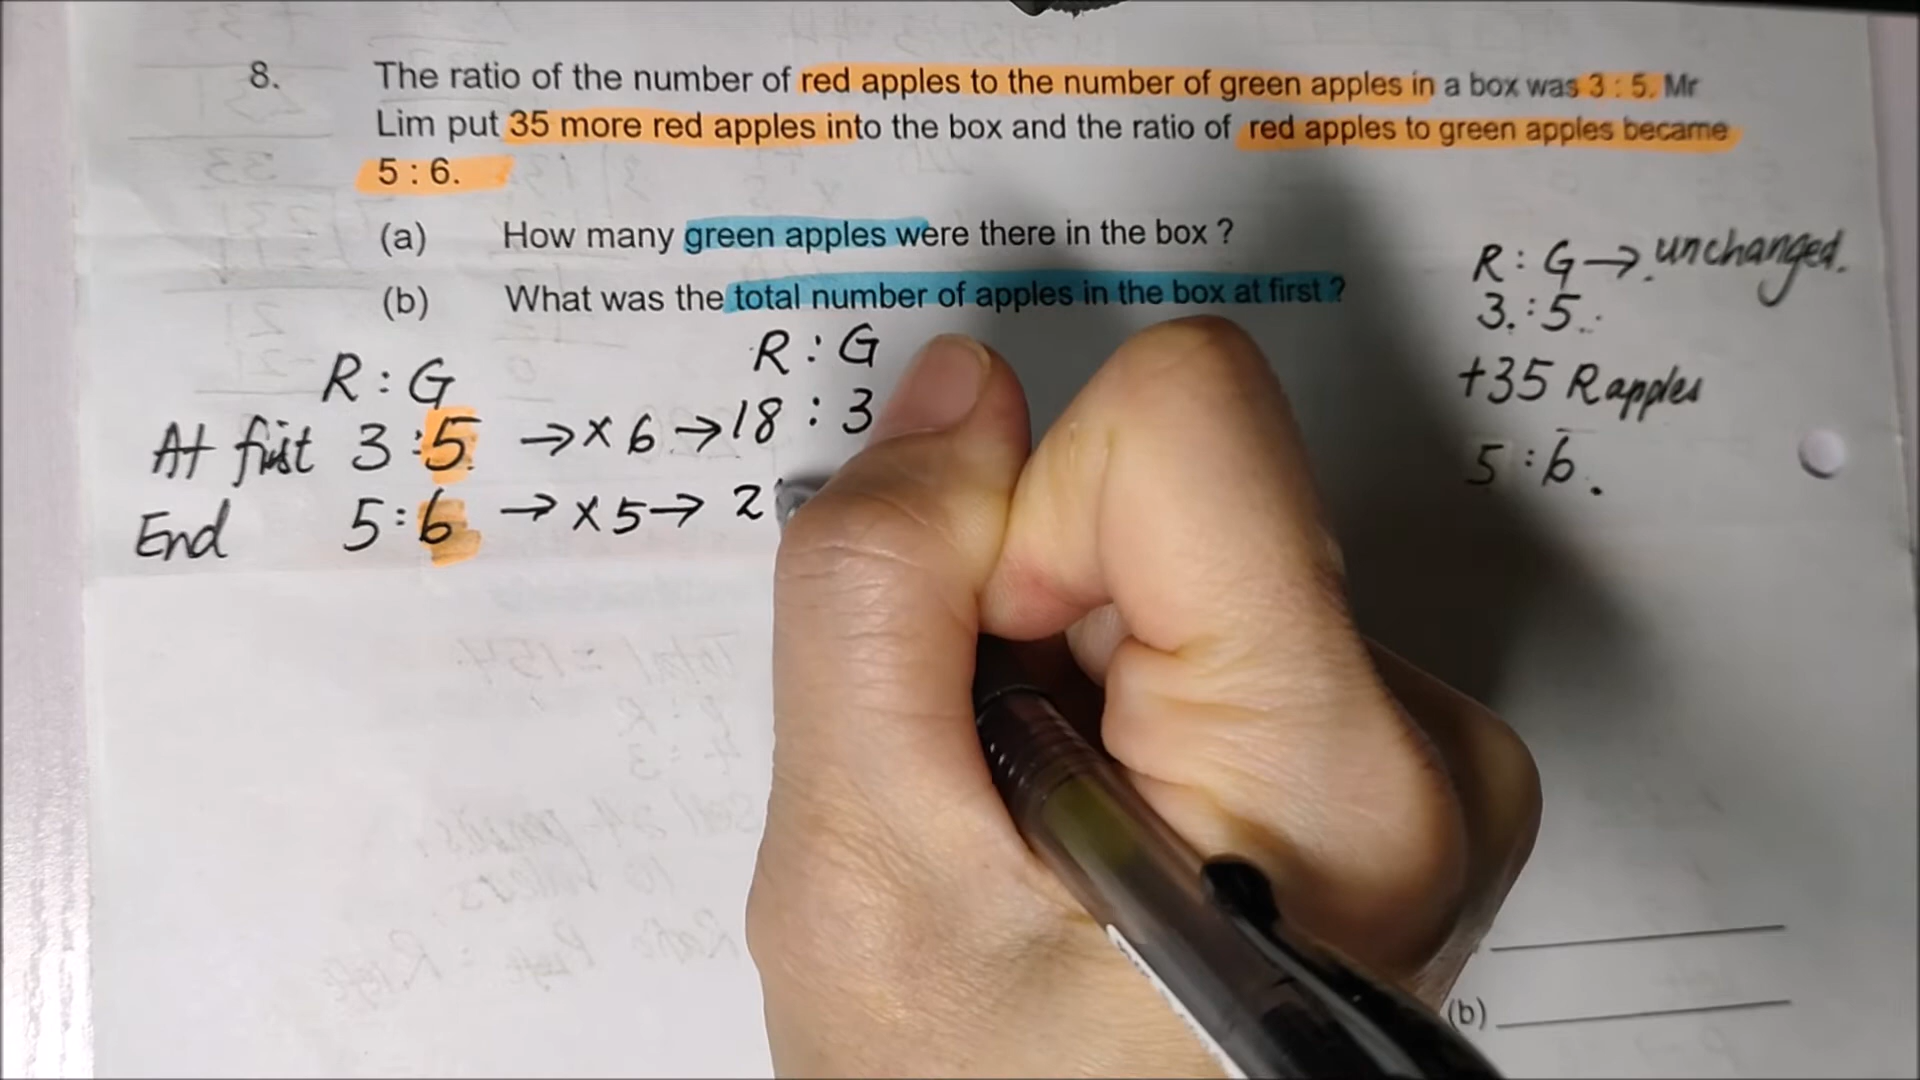 8. The ratio of the number of red apples to the number of green apples in a box was 3 : 5. Mr
Lim put 35 more red apples into the box and the ratio of red apples to green apples became
5 : 6.
(a) How many green apples were there in the box ?
(b) What was the total number of apples in the box at first ?
R : G → unchanged.
3 : 5
+35 R apples
5 : 6.
R : G
At first 3 : 5 → × 6 → 18 : 3
End 5 : 6 → × 5 → 2
R : G
(b)